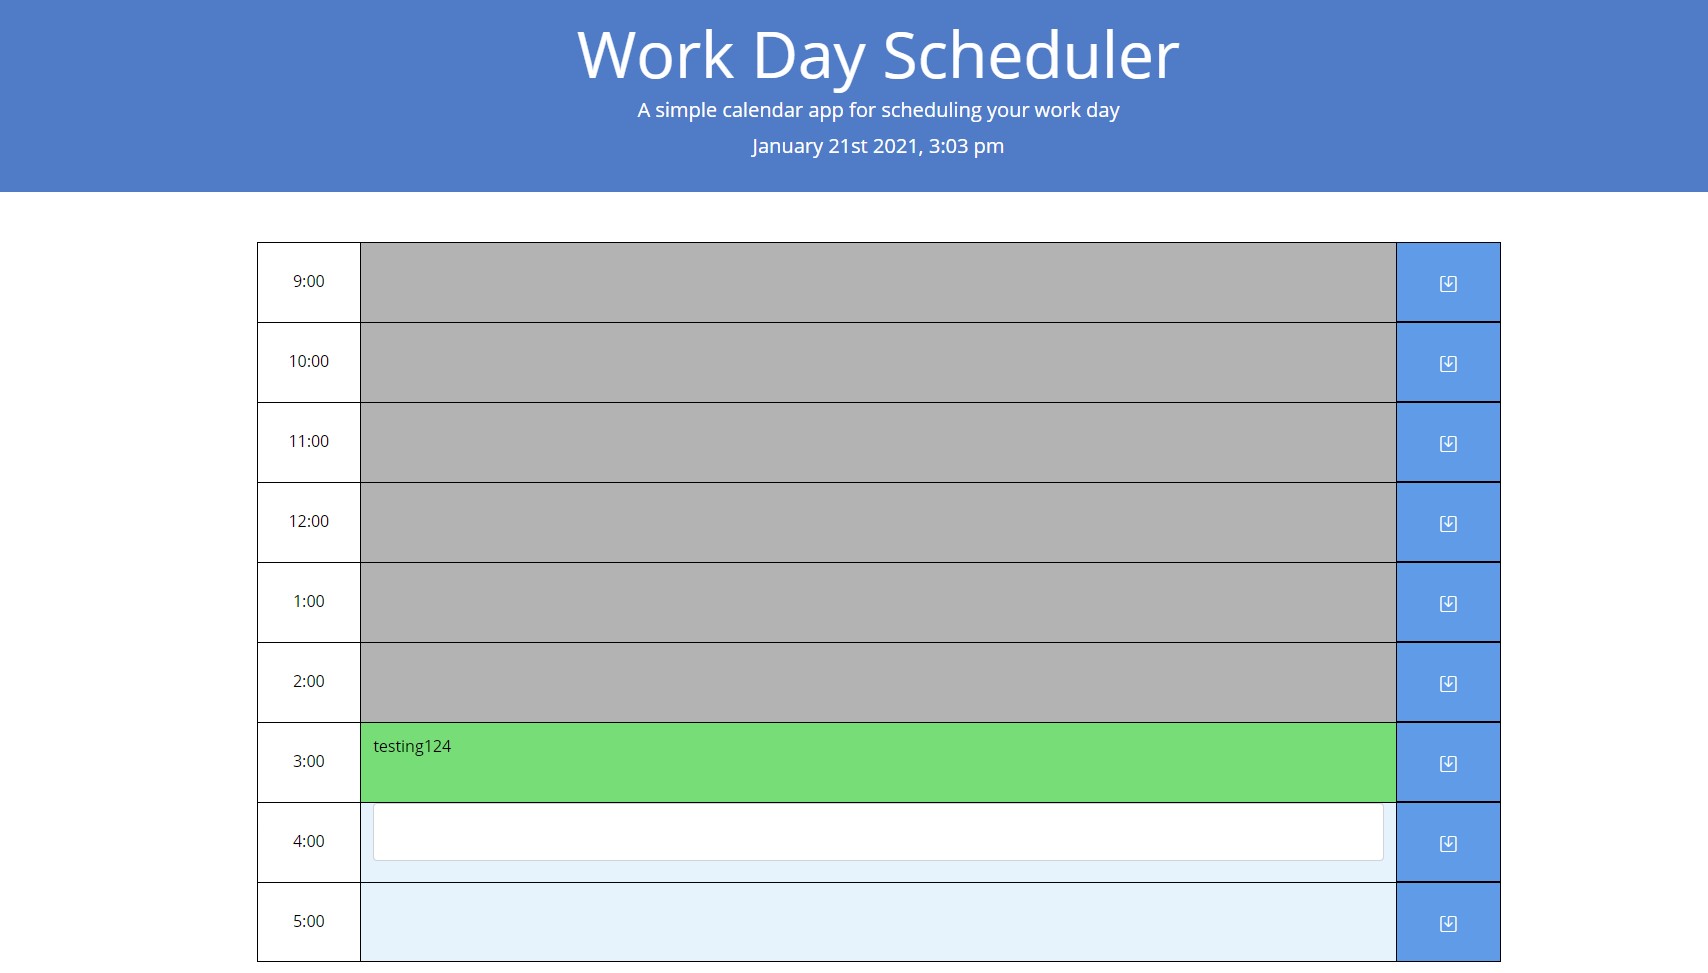 Work Day Scheduler
A simple calendar app for scheduling your work day
January 21st 2021, 3:03 pm
9:00
10:00
11:00
12:00
1:00
2:00
3:00 testing124
4:00
5:00